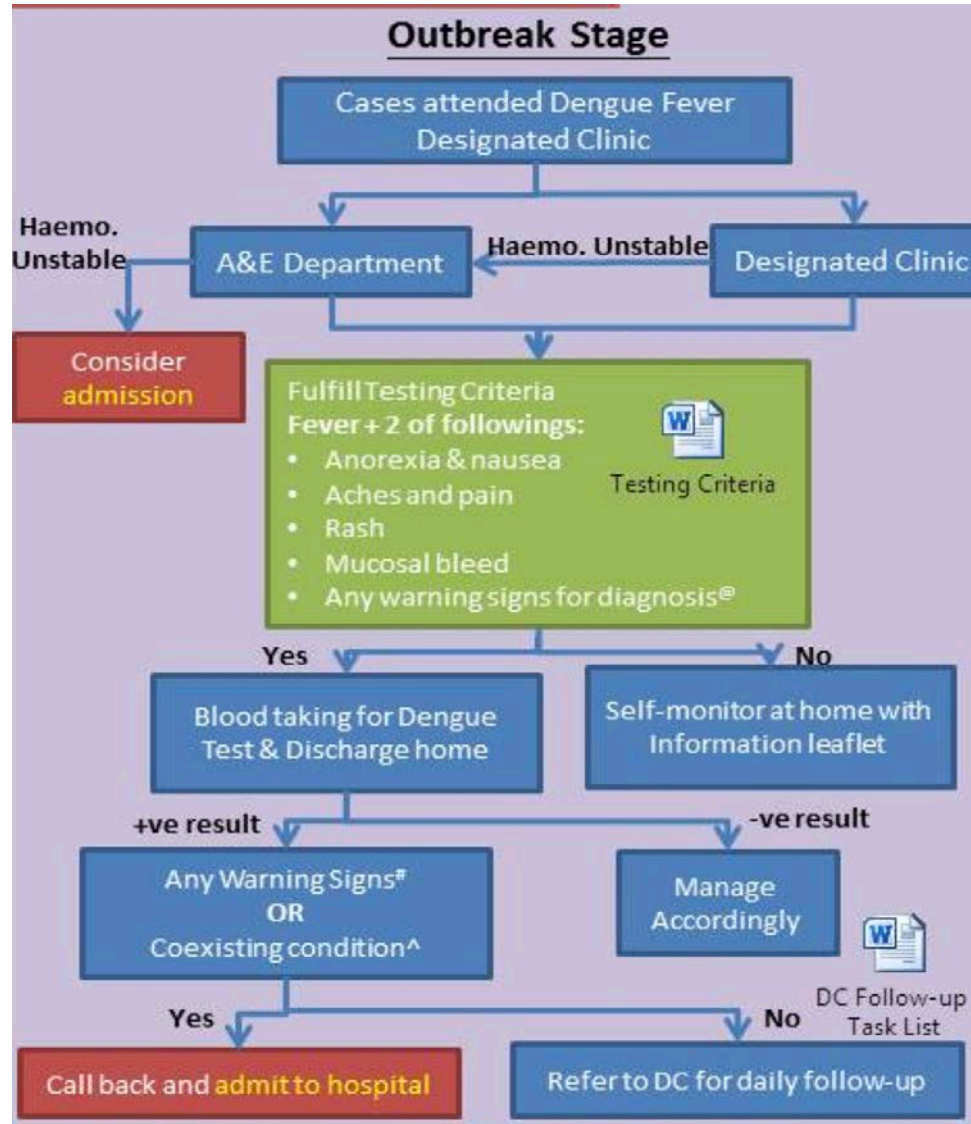 Outbreak Stage
Cases attended Dengue Fever
Designated Clinic
Haemo.
Unstable
A&E Department
Haemo. Unstable
Designated Clinic
Consider
admission
Fulfill Testing Criteria
Fever + 2 of followings:
• Anorexia & nausea
• Aches and pain
• Rash
• Mucosal bleed
• Any warning signs for diagnosis@
W
Testing Criteria
Yes
No
Blood taking for Dengue
Test & Discharge home
Self-monitor at home with
Information leaflet
+ve result
-ve result
Any Warning Signs#
OR
Coexisting condition^
Manage
Accordingly
W
DC Follow-up
Task List
Yes
No
Call back and admit to hospital
Refer to DC for daily follow-up